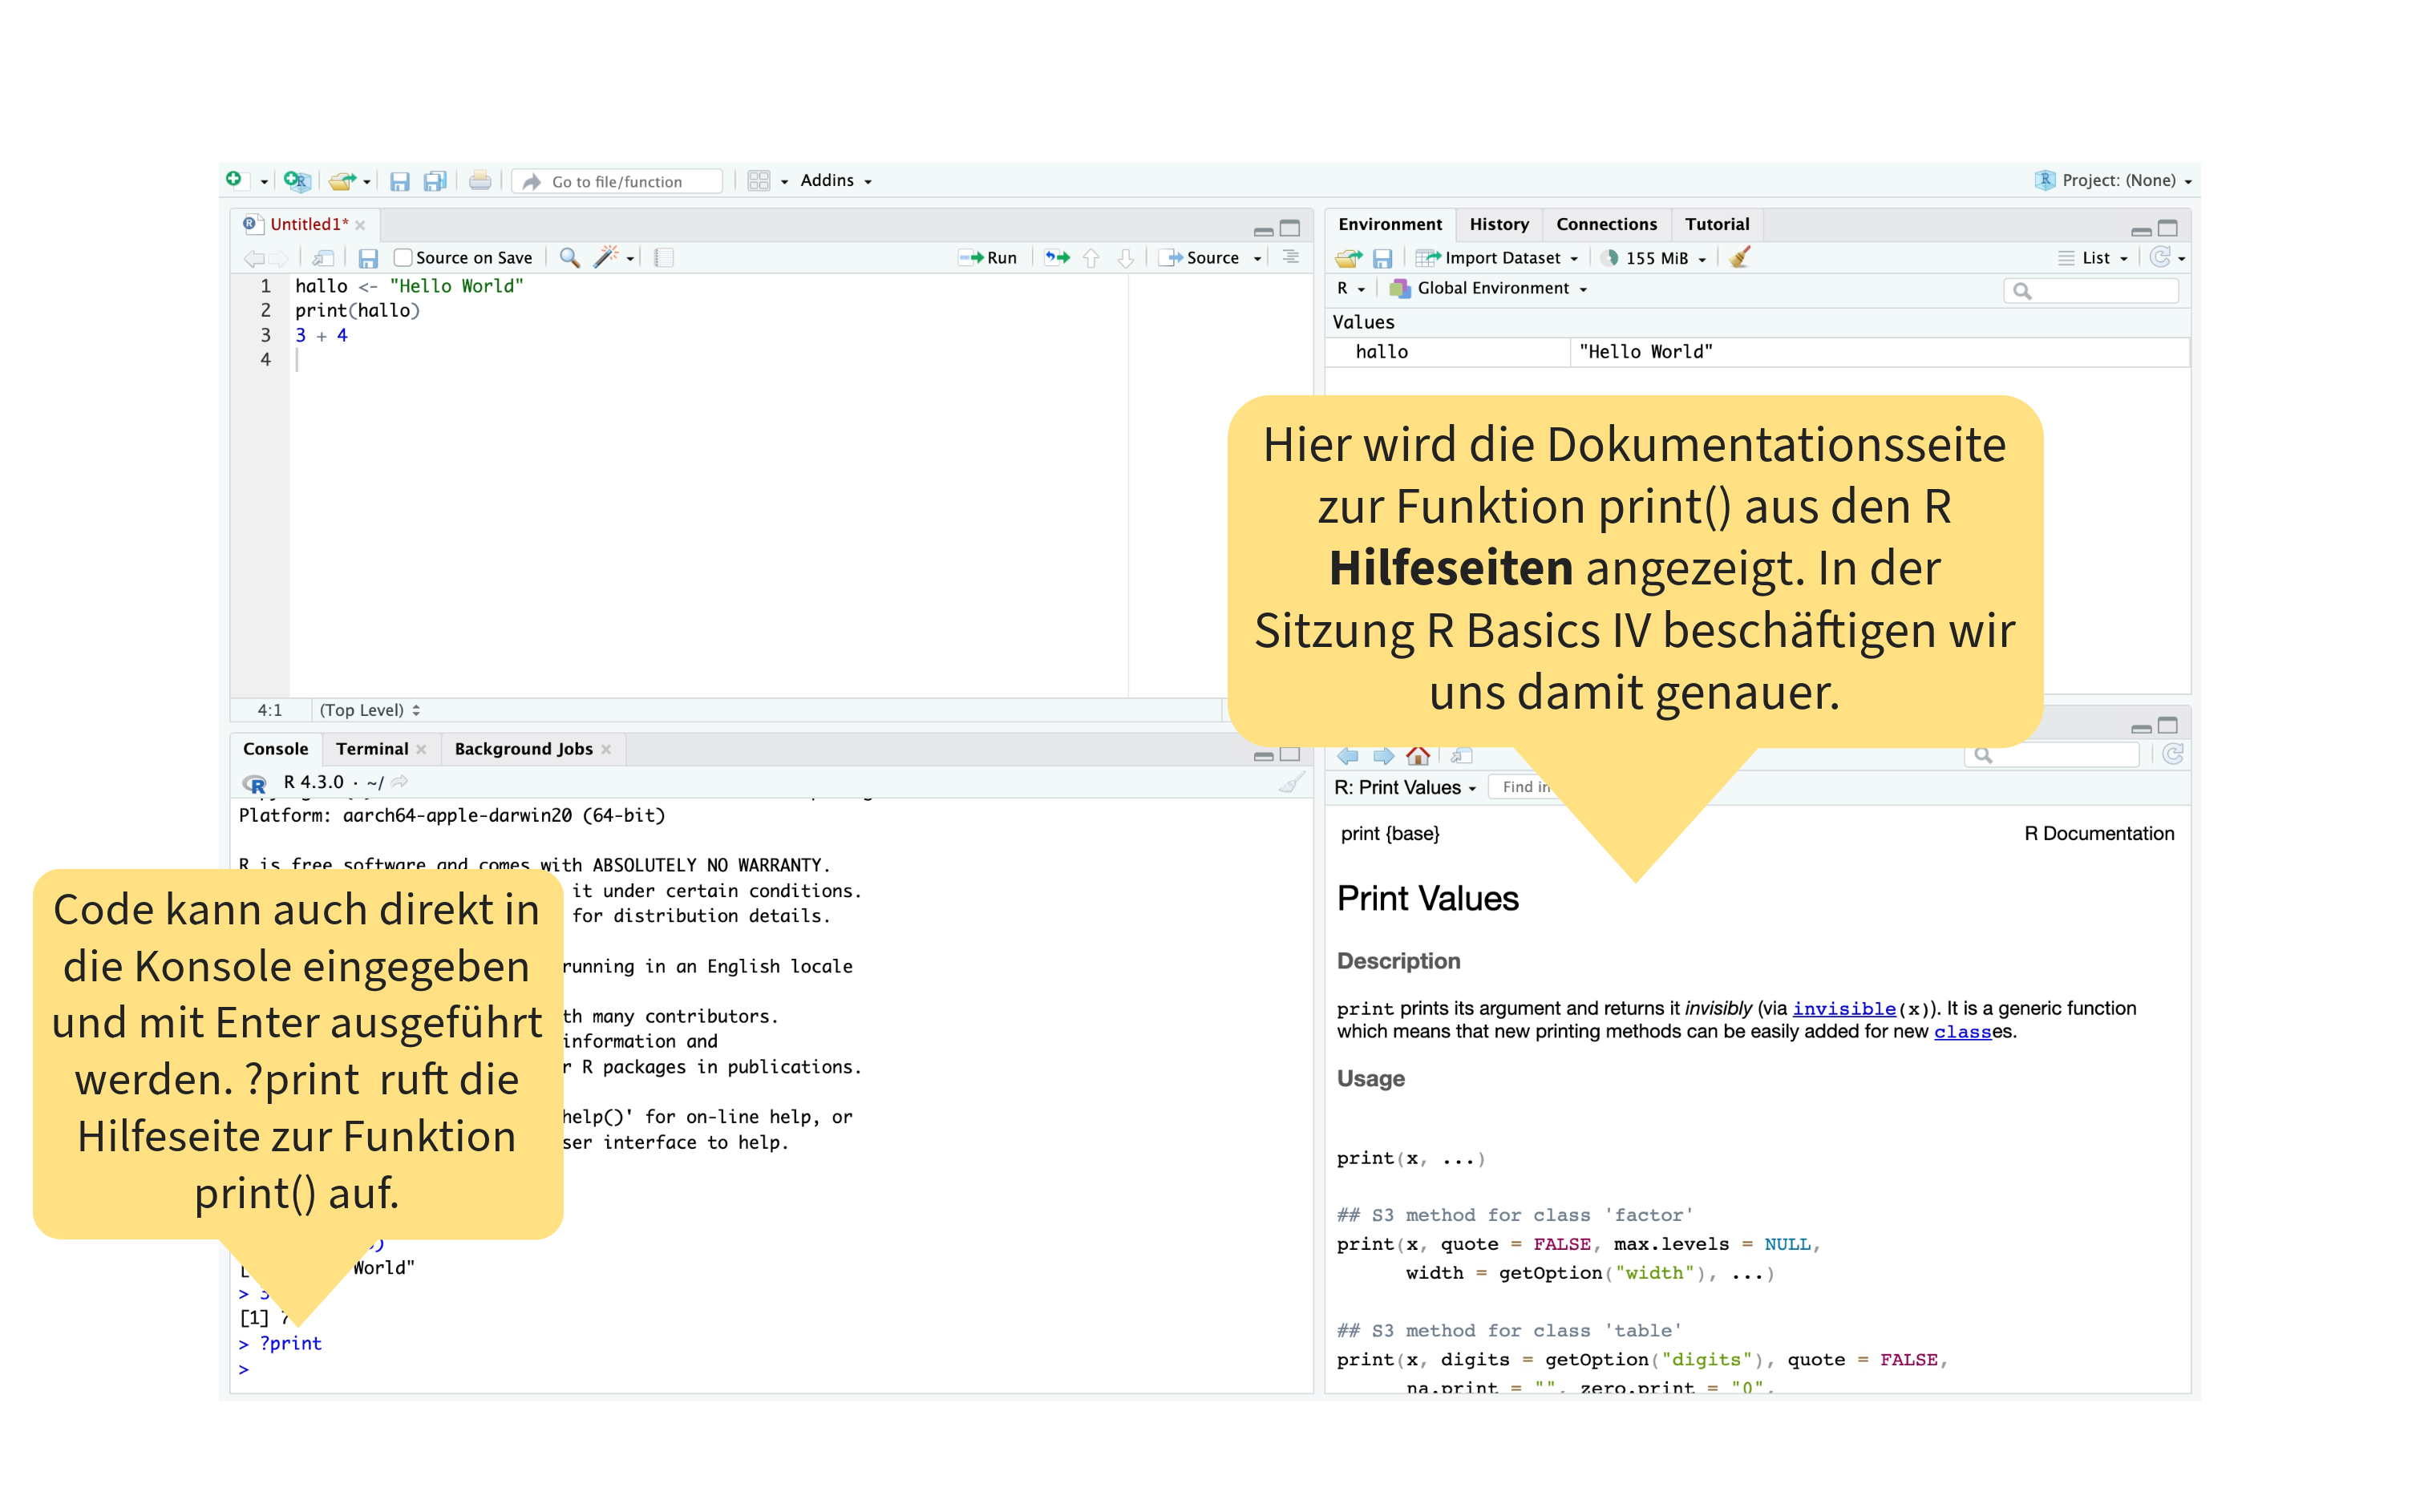 Go to file/function
Addins
Project: (None)
Untitled1*
Source on Save
Run
Source
1 hallo <- "Hello World"
2 print(hallo)
3 3 + 4
4
4:1 (Top Level)
Environment History Connections Tutorial
Import Dataset
155 MiB
List
R Global Environment
Values
hallo "Hello World"
Hier wird die Dokumentationsseite
zur Funktion print() aus den R
Hilfeseiten angezeigt. In der
Sitzung R Basics IV beschäftigen wir
uns damit genauer.
Console Terminal Background Jobs
R 4.3.0 · ~/
Platform: aarch64-apple-darwin20 (64-bit)
R is free software and comes with ABSOLUTELY NO WARRANTY.
it under certain conditions.
for distribution details.
running in an English locale
many contributors.
information and
R packages in publications.
help()' for on-line help, or
interface to help.
Code kann auch direkt in
die Konsole eingegeben
und mit Enter ausgeführt
werden. ?print ruft die
Hilfeseite zur Funktion
print() auf.
World"
> 3
[1] 7
> ?print
>
R: Print Values
Find in
print {base} R Documentation
Print Values
Description
print prints its argument and returns it invisibly (via invisible(x)). It is a generic function
which means that new printing methods can be easily added for new classes.
Usage
print(x, ...)
## S3 method for class 'factor'
print(x, quote = FALSE, max.levels = NULL,
width = getOption("width"), ...)
## S3 method for class 'table'
print(x, digits = getOption("digits"), quote = FALSE,
na.print = "", zero.print = "0",